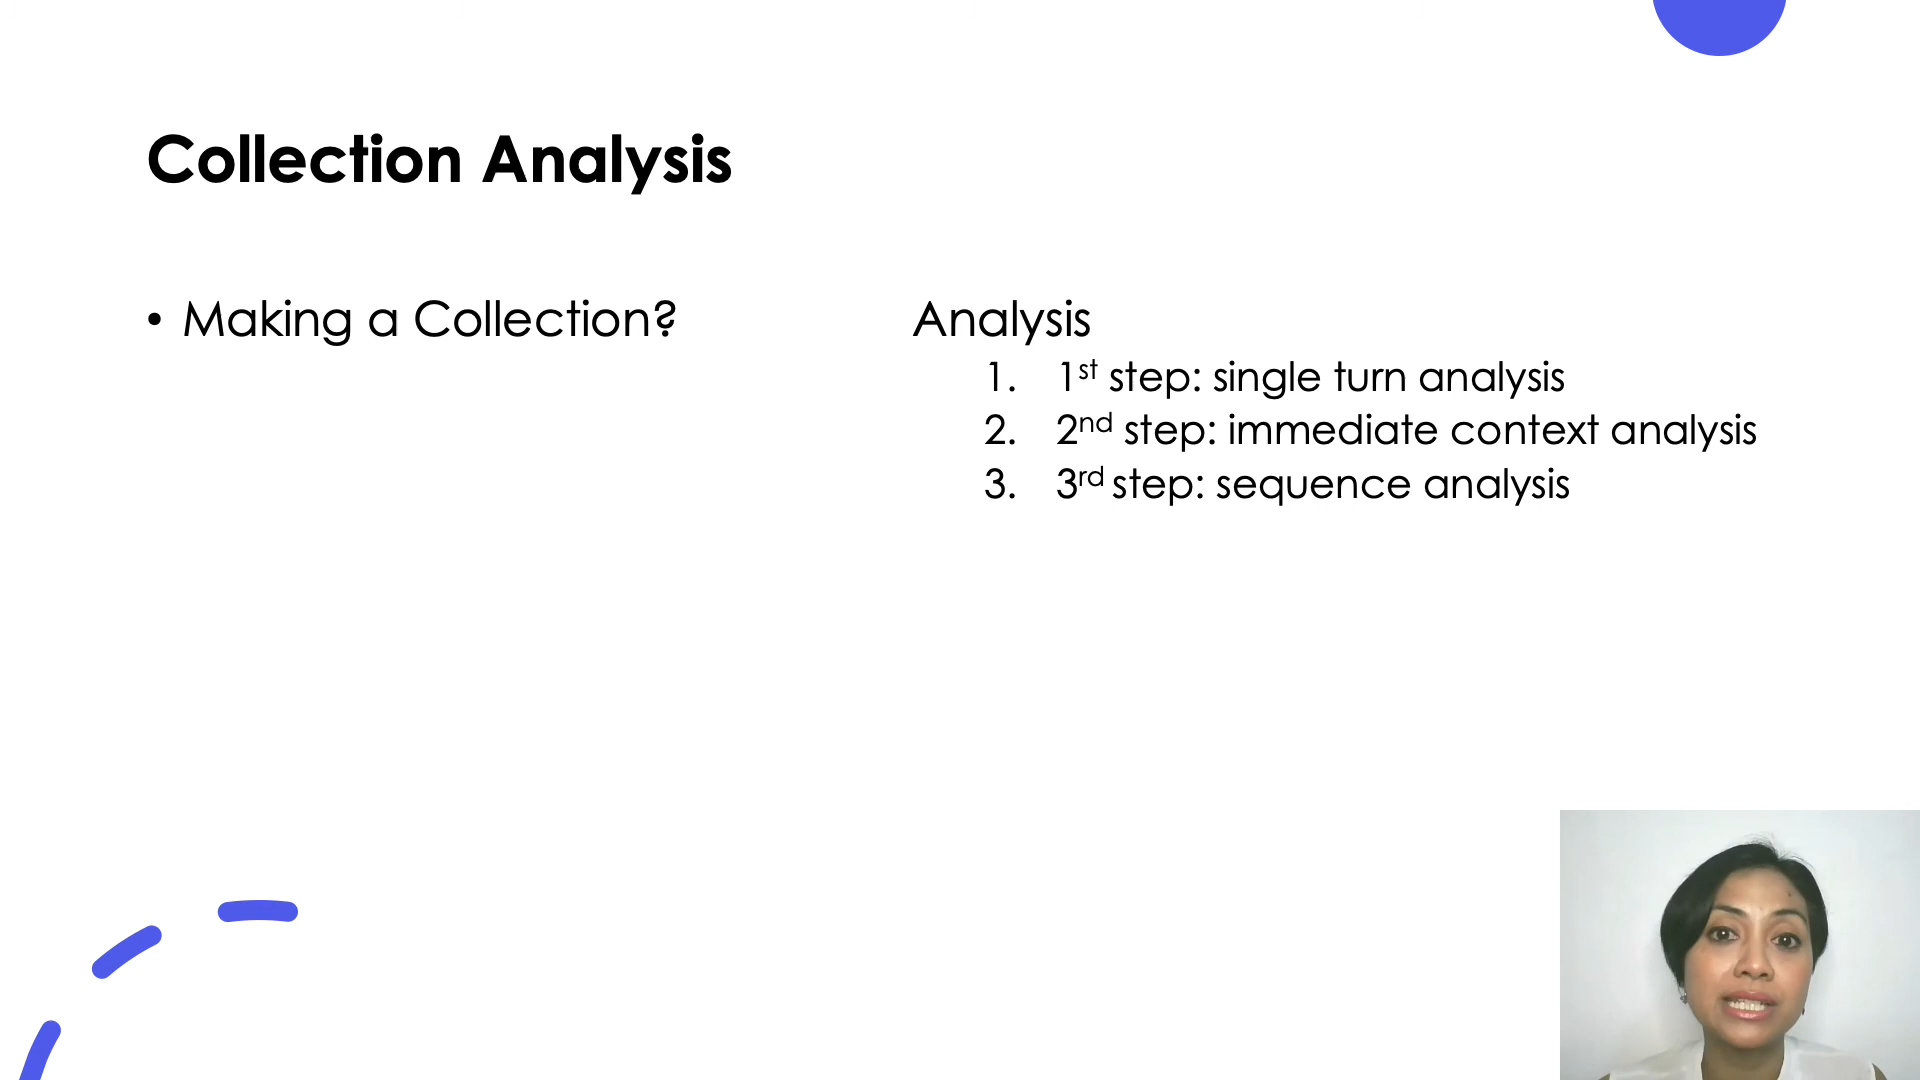 Collection Analysis
• Making a Collection?
Analysis
1. 1st step: single turn analysis
2. 2nd step: immediate context analysis
3. 3rd step: sequence analysis